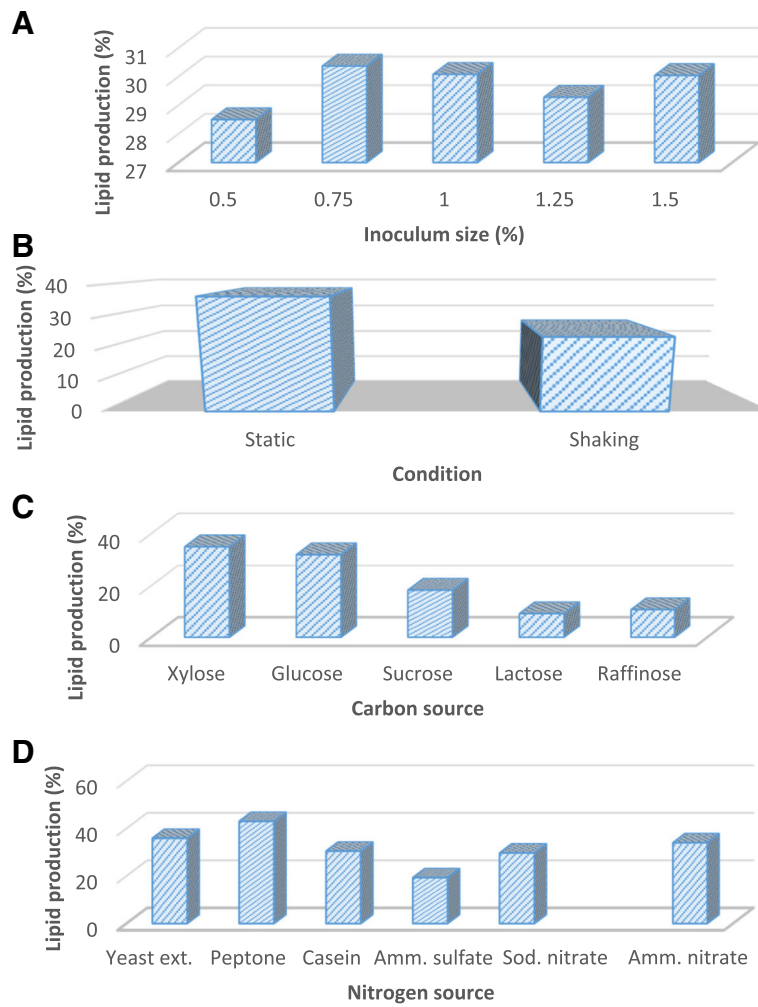 A
Lipid production (%)
31
30
29
28
27
0.5 0.75 1 1.25 1.5
Inoculum size (%)
B
Lipid production (%)
40
30
20
10
0
Static Shaking
Condition
C
Lipid production (%)
40
20
0
Xylose Glucose Sucrose Lactose Raffinose
Carbon source
D
Lipid production (%)
60
40
20
0
Yeast ext. Peptone Casein Amm. sulfate Sod. nitrate Amm. nitrate
Nitrogen source